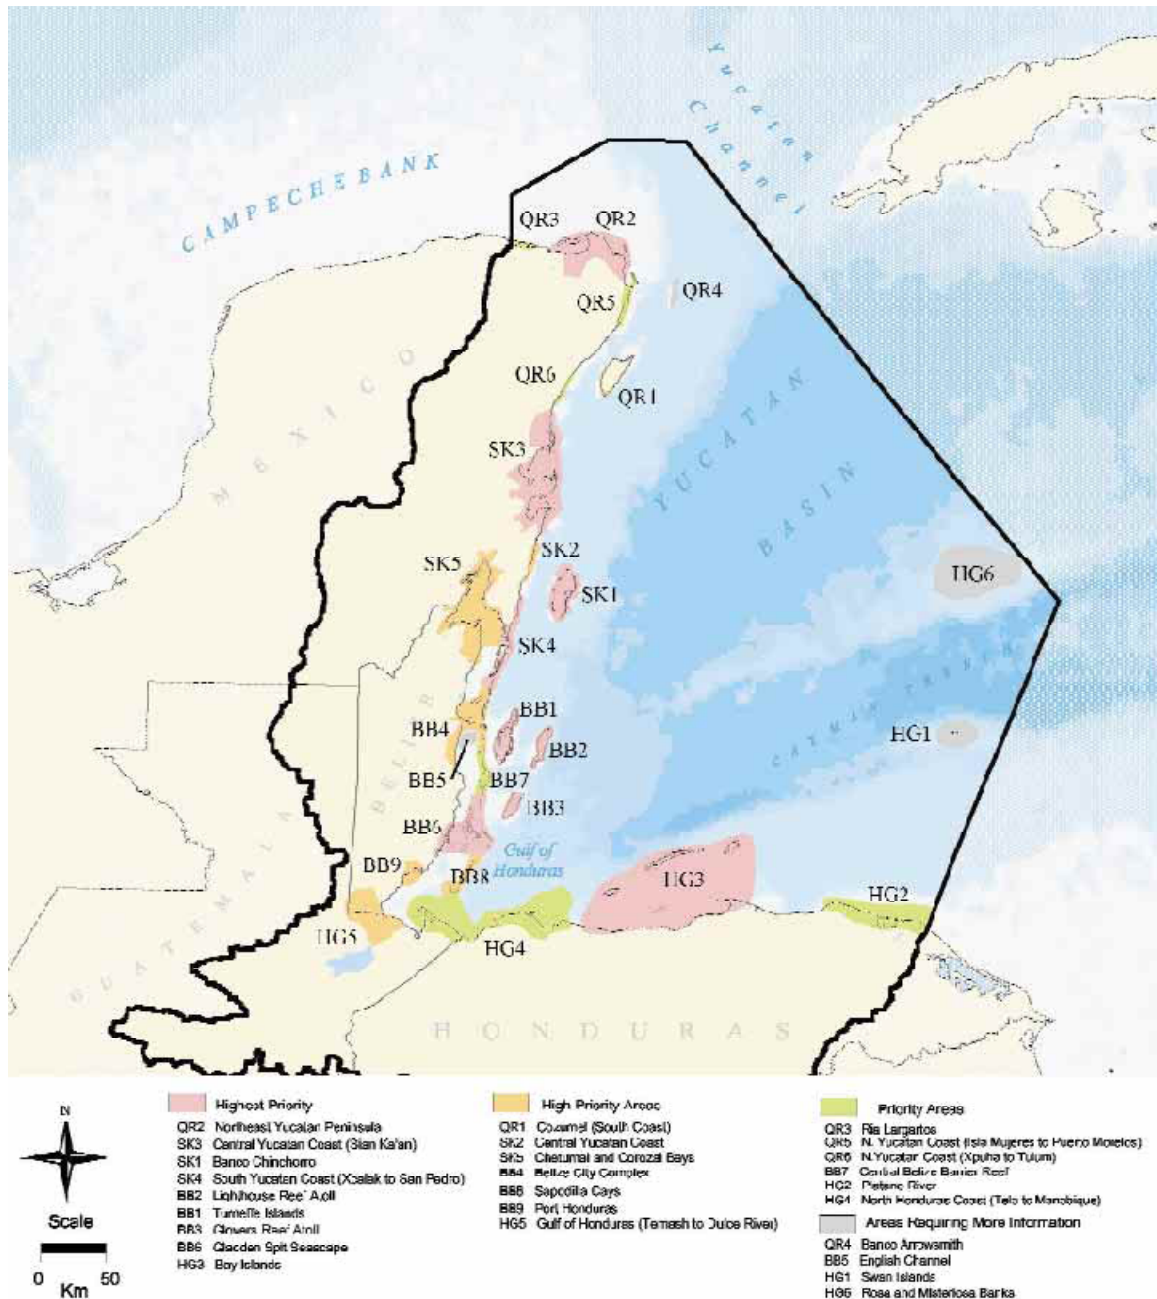 Yucatan
Channel
CAMPECHEBANK
QR3
QR2
QR5
QR4
MEXICO
QR6
QR1
SK3
YUCATAN
BASIN
SK2
SK5
HG6
SK1
SK4
BB1
BELIZE
HG1
BB4
BB2
BB5
BB7
BB3
BB6
Gulf of
Honduras
GUATEMALA
BB9
BB8
HG3
HG2
HG5
HG4
HONDURAS
N
Scale
0 50
Km
Highest Priority
QR2 Northeast Yucatan Peninsula
SK3 Central Yucatan Coast (Sian Ka'an)
SK1 Banco Chinchorro
SK4 South Yucatan Coast (Xcalak to San Pedro)
BB2 Lighthouse Reef Atoll
BB1 Turneffe Islands
BB3 Glovers Reef Atoll
BB6 Gladden Spit Seascape
HG3 Bay Islands
High Priority Areas
QR1 Cozumel (South Coast)
SK2 Central Yucatan Coast
SK5 Chetumal and Corozal Bays
BB4 Belize City Complex
BB8 Sapodilla Cays
BB9 Port Honduras
HG5 Gulf of Honduras (Temash to Dulce River)
Priority Areas
QR3 Ria Largartos
QR5 N. Yucatan Coast (Isla Mujeres to Puerto Morelos)
QR6 N.Yucatan Coast (Xpuha to Tulum)
BB7 Central Belize Barrier Reef
HG2 Platano River
HG4 North Honduras Coast (Tela to Manabique)
Areas Requiring More Information
QR4 Banco Arrowsmith
BB5 English Channel
HG1 Swan Islands
HG6 Rosa and Misteriosa Banks